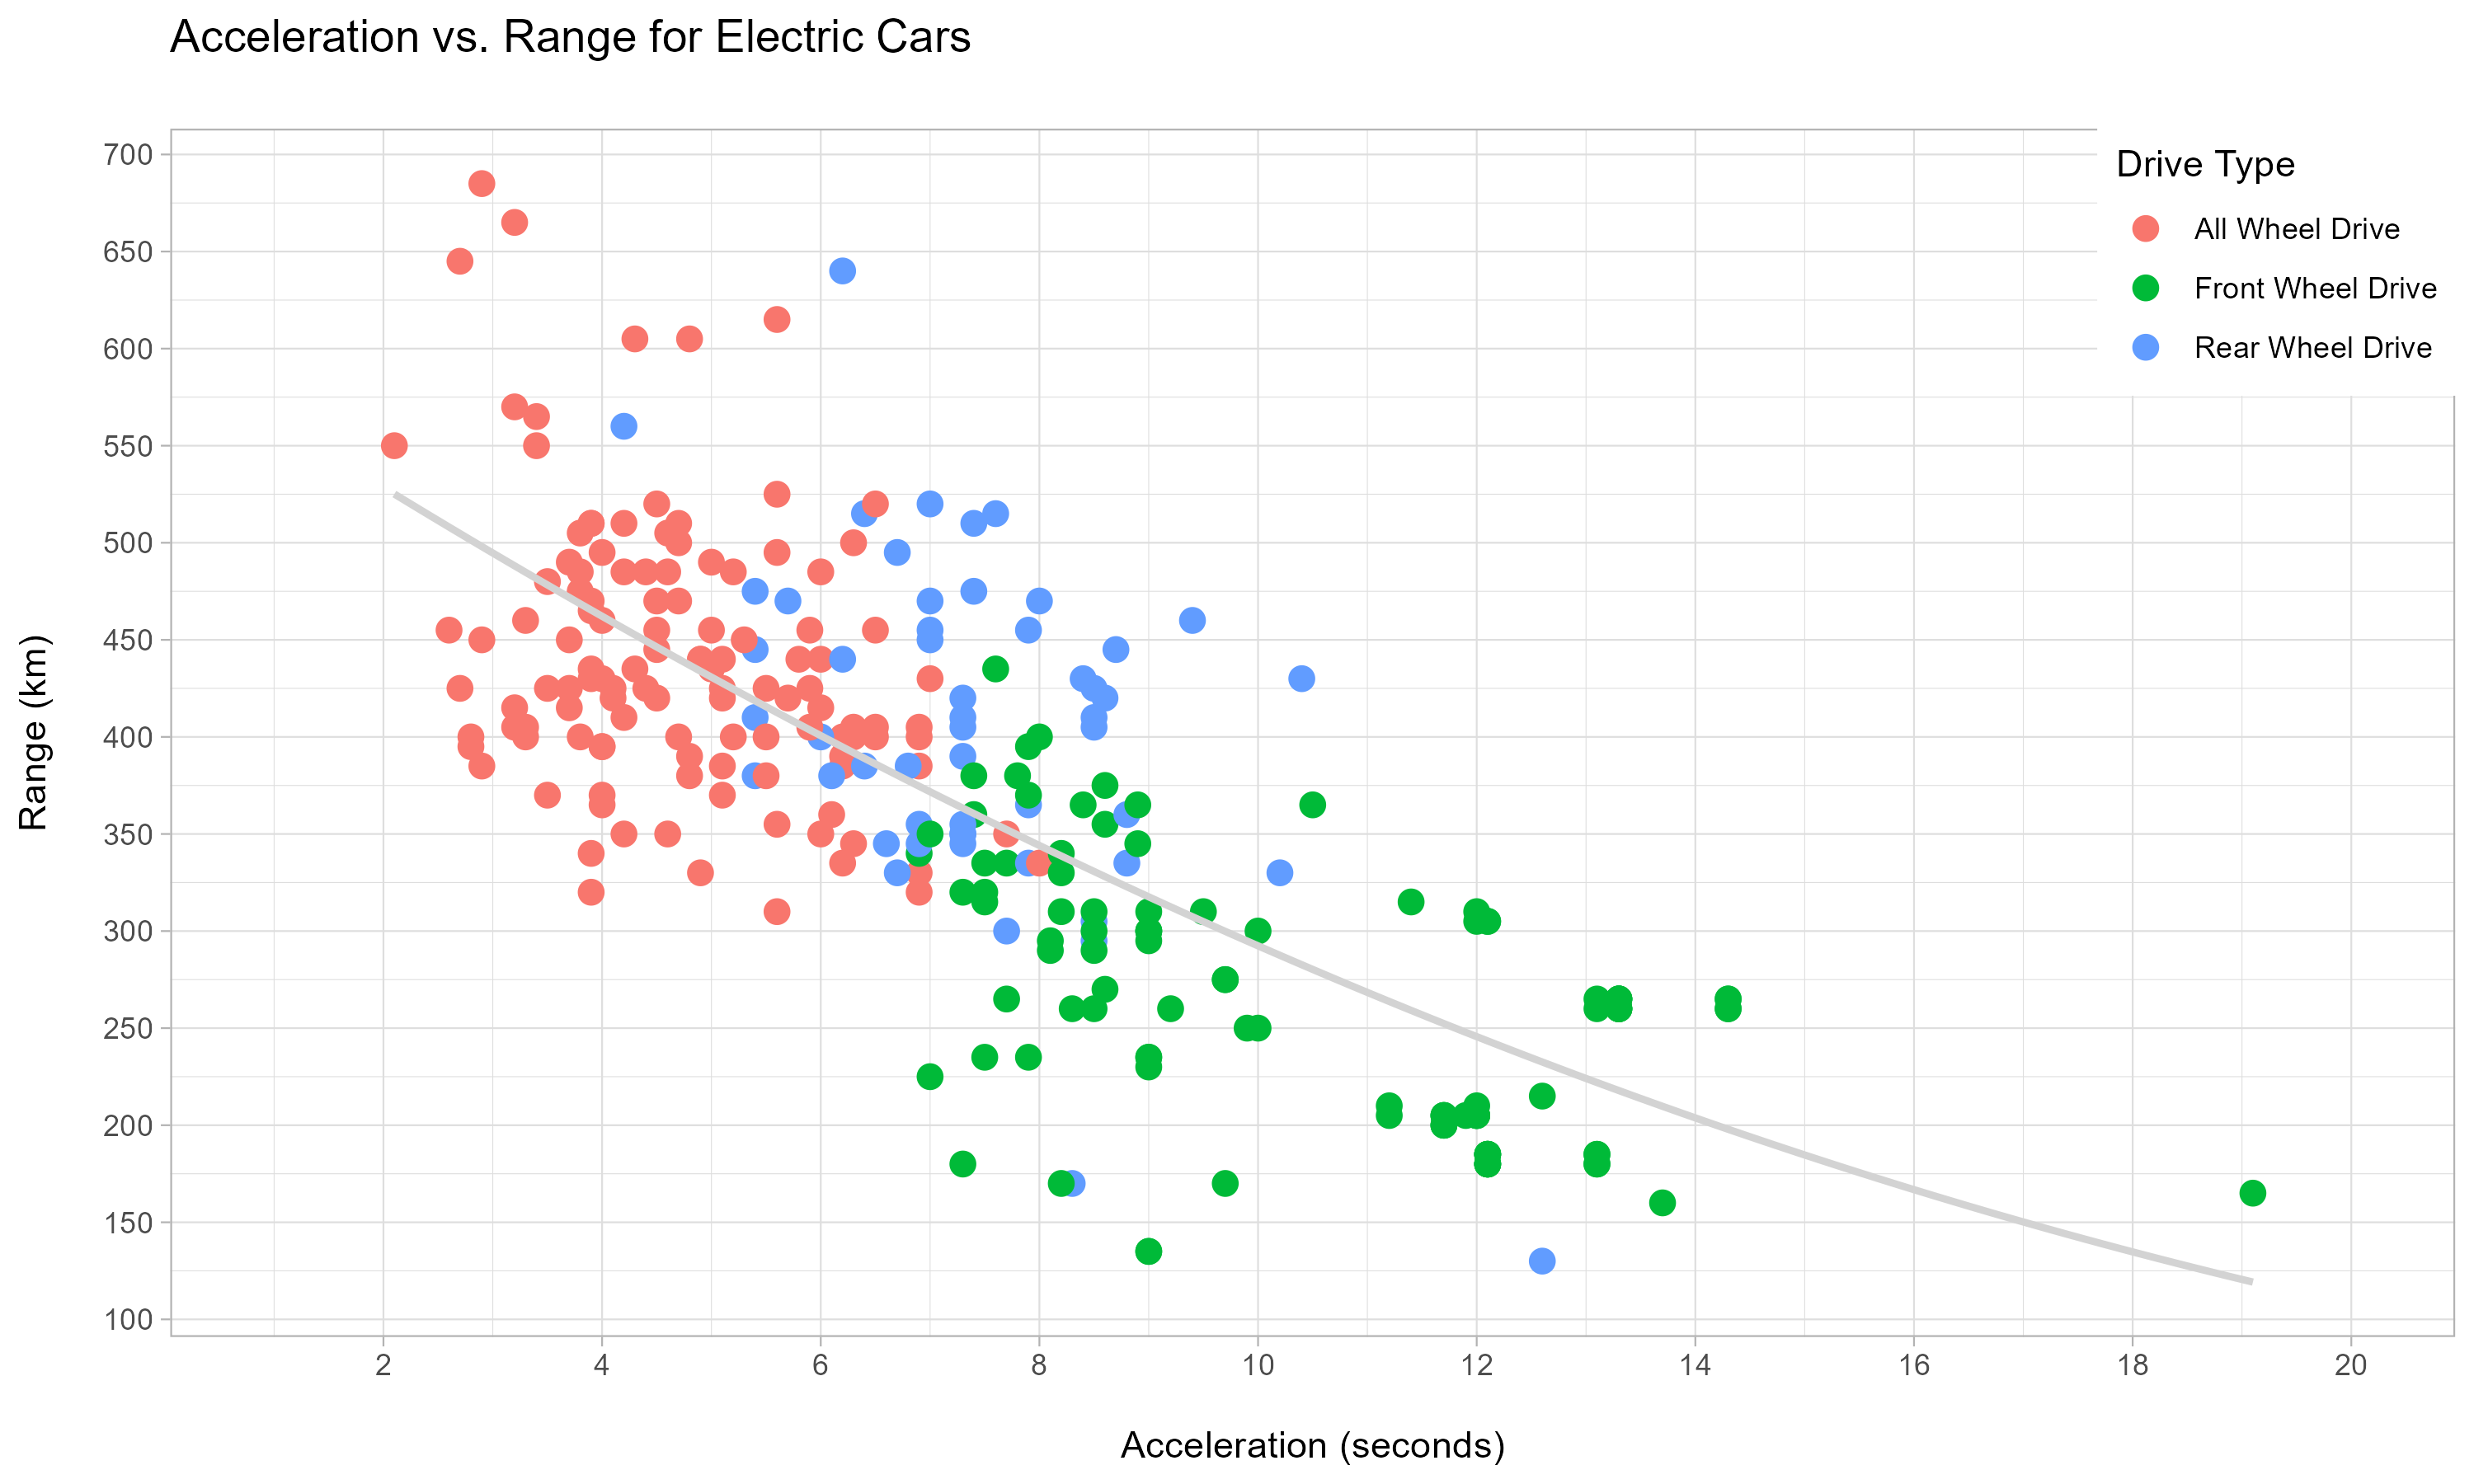 Acceleration vs. Range for Electric Cars
Drive Type
All Wheel Drive
Front Wheel Drive
Rear Wheel Drive
Range (km)
700
650
600
550
500
450
400
350
300
250
200
150
100
2 4 6 8 10 12 14 16 18 20
Acceleration (seconds)